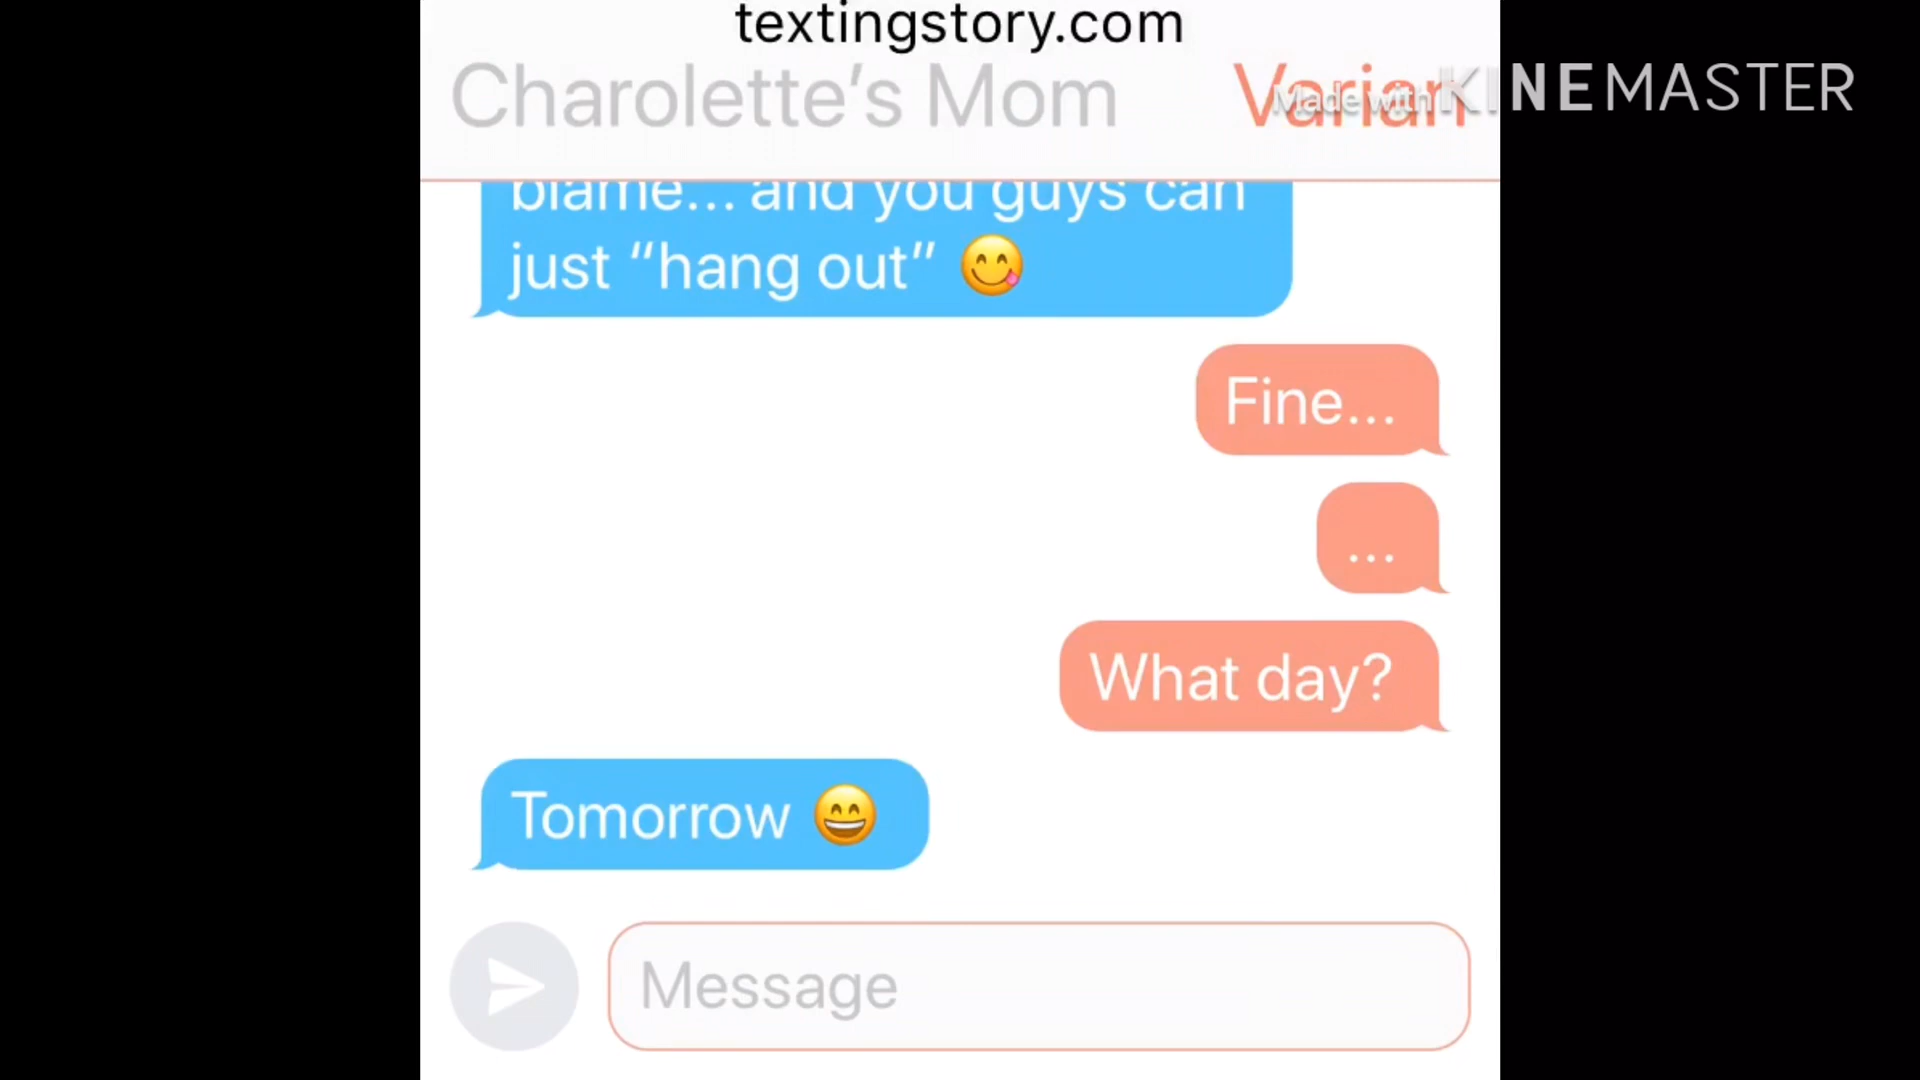 textingstory.com
Charolette’s Mom
Varian
Made with KINEMASTER
blame... and you guys can
just “hang out” 😋
Fine...
...
What day?
Tomorrow 😄
Message